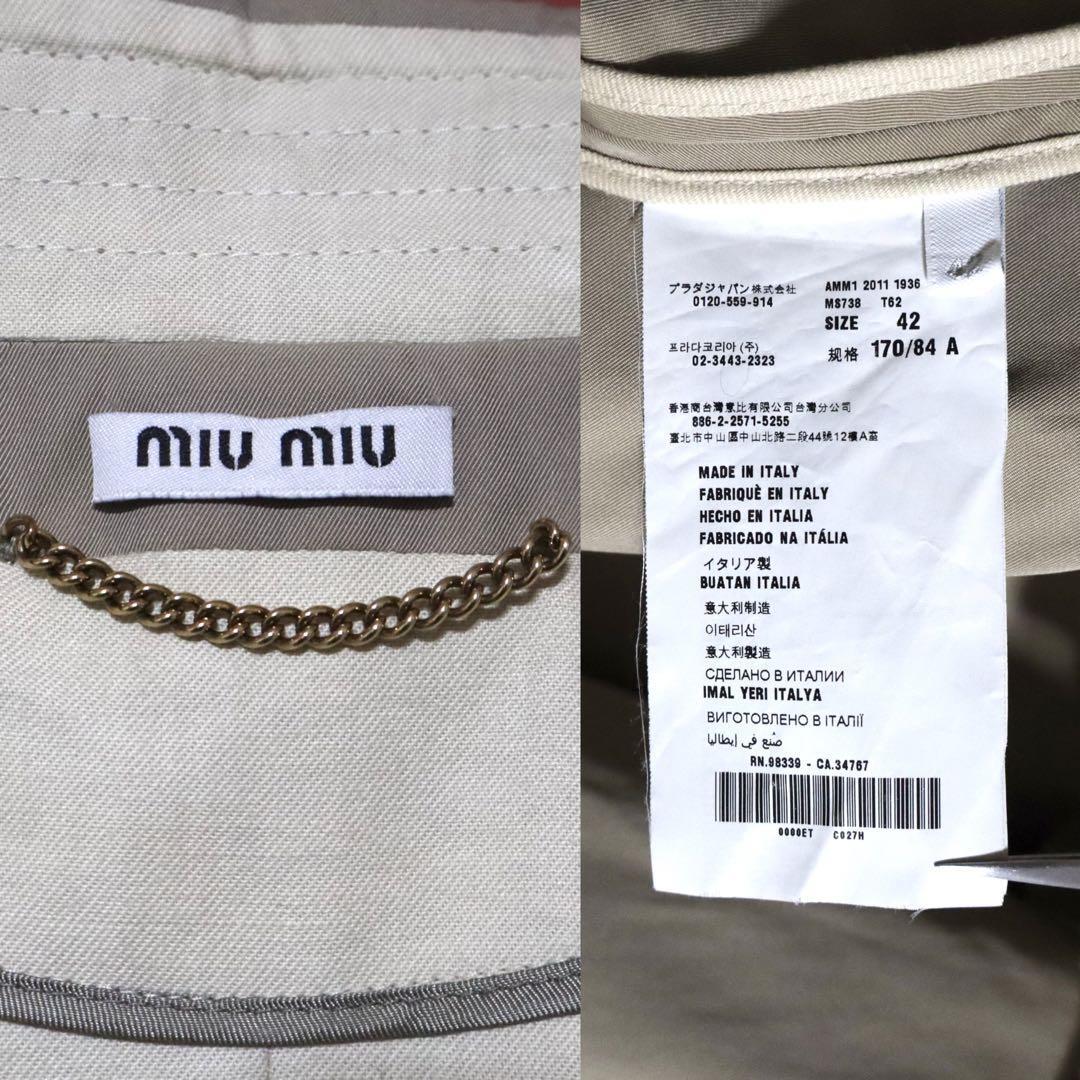 miu miu
プラダジャパン株式会社
0120-559-914
AMM1 2011 1936
MS738 T62
SIZE 42
프라다코리아 (주)
02-3443-2323
规格 170/84 A
香港商台灣意比有限公司台灣分公司
886-2-2571-5255
臺北市中山區中山北路二段44號12樓A室
MADE IN ITALY
FABRIQUÈ EN ITALY
HECHO EN ITALIA
FABRICADO NA ITÁLIA
イタリア製
BUATAN ITALIA
意大利制造
이태리산
意大利製造
СДЕЛАНО В ИТАЛИИ
IMAL YERI ITALYA
ВИГОТОВЛЕНО В ІТАЛІЇ
صُنع في إيطاليا
RN.98339 - CA.34767
0000ET C027H